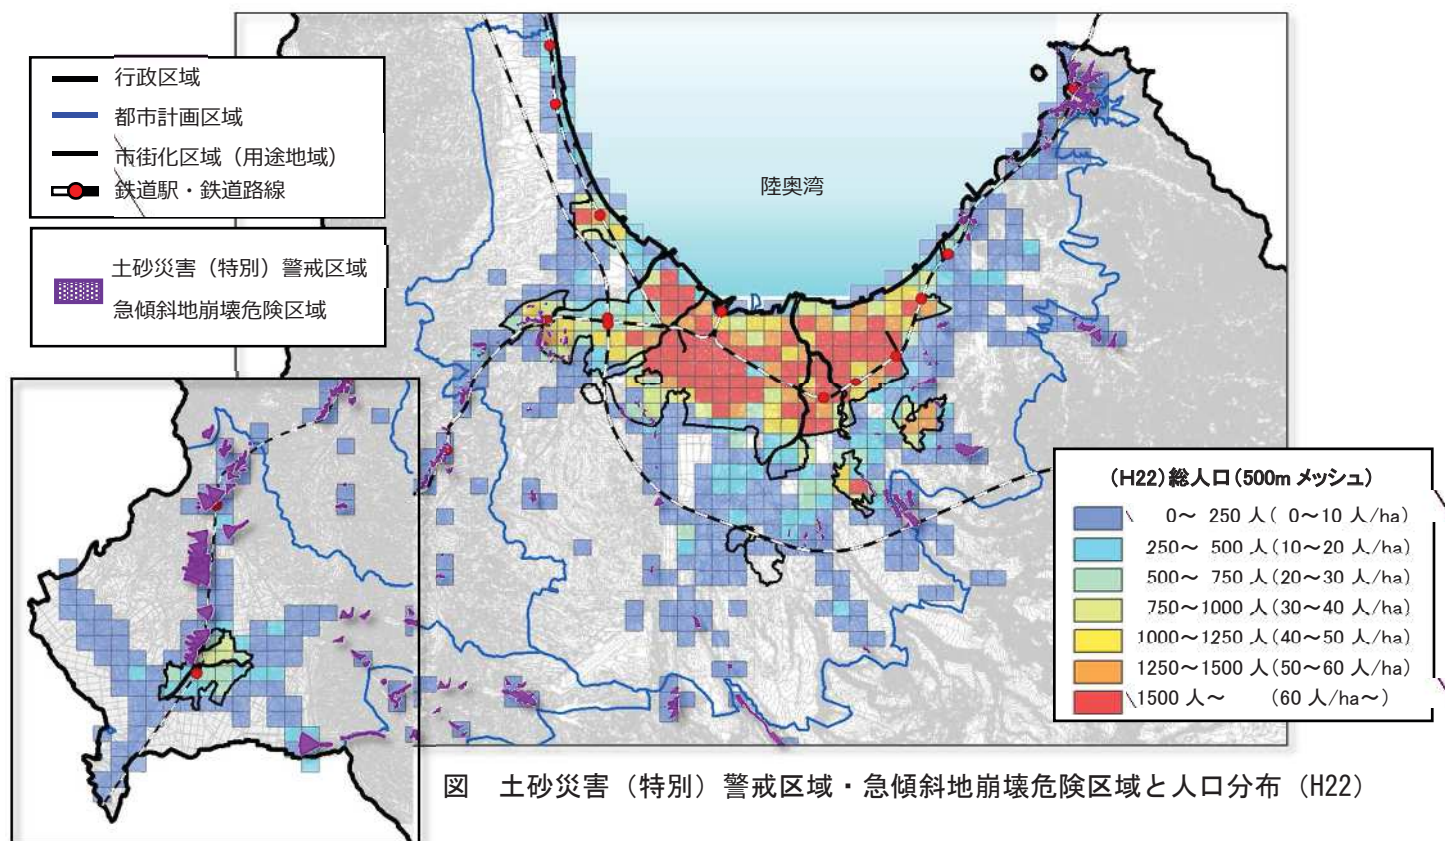 行政区域
都市計画区域
市街化区域（用途地域）
鉄道駅・鉄道路線
土砂災害（特別）警戒区域
急傾斜地崩壊危険区域
陸奥湾
(H22)総人口(500m メッシュ)
0～ 250 人( 0～10 人/ha)
250～ 500 人(10～20 人/ha)
500～ 750 人(20～30 人/ha)
750～1000 人(30～40 人/ha)
1000～1250 人(40～50 人/ha)
1250～1500 人(50～60 人/ha)
1500 人～ (60 人/ha～)
図　土砂災害（特別）警戒区域・急傾斜地崩壊危険区域と人口分布（H22）